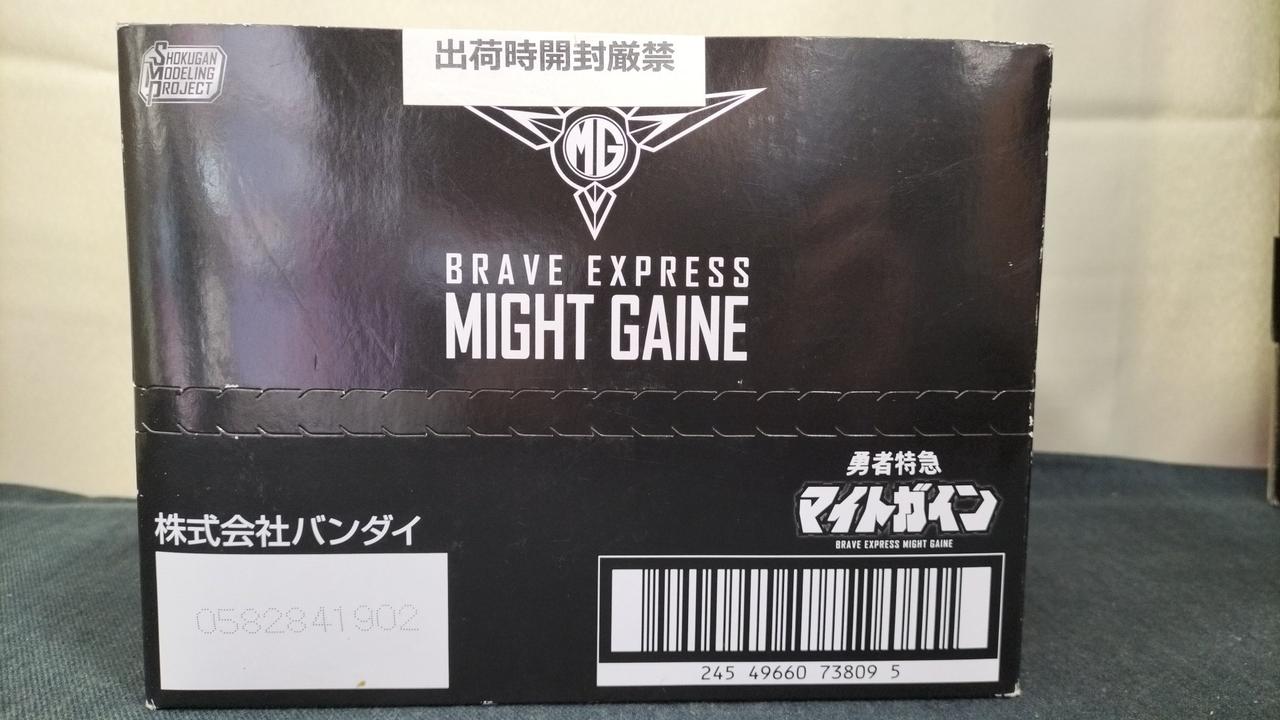 SHOKUGAN
MODELING
PROJECT
出荷時開封厳禁
MG
BRAVE EXPRESS
MIGHT GAINE
勇者特急
マイトガイン
BRAVE EXPRESS MIGHT GAINE
株式会社バンダイ
0582841902
245 49660 73809 5